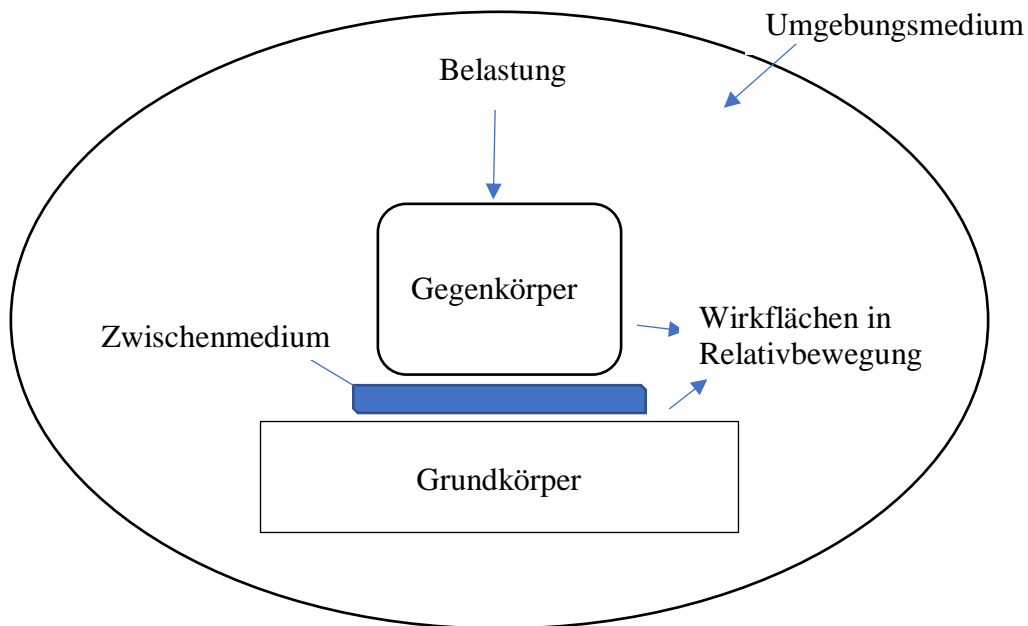 Umgebungsmedium
Belastung
Gegenkörper
Zwischenmedium
Wirkflächen in
Relativbewegung
Grundkörper